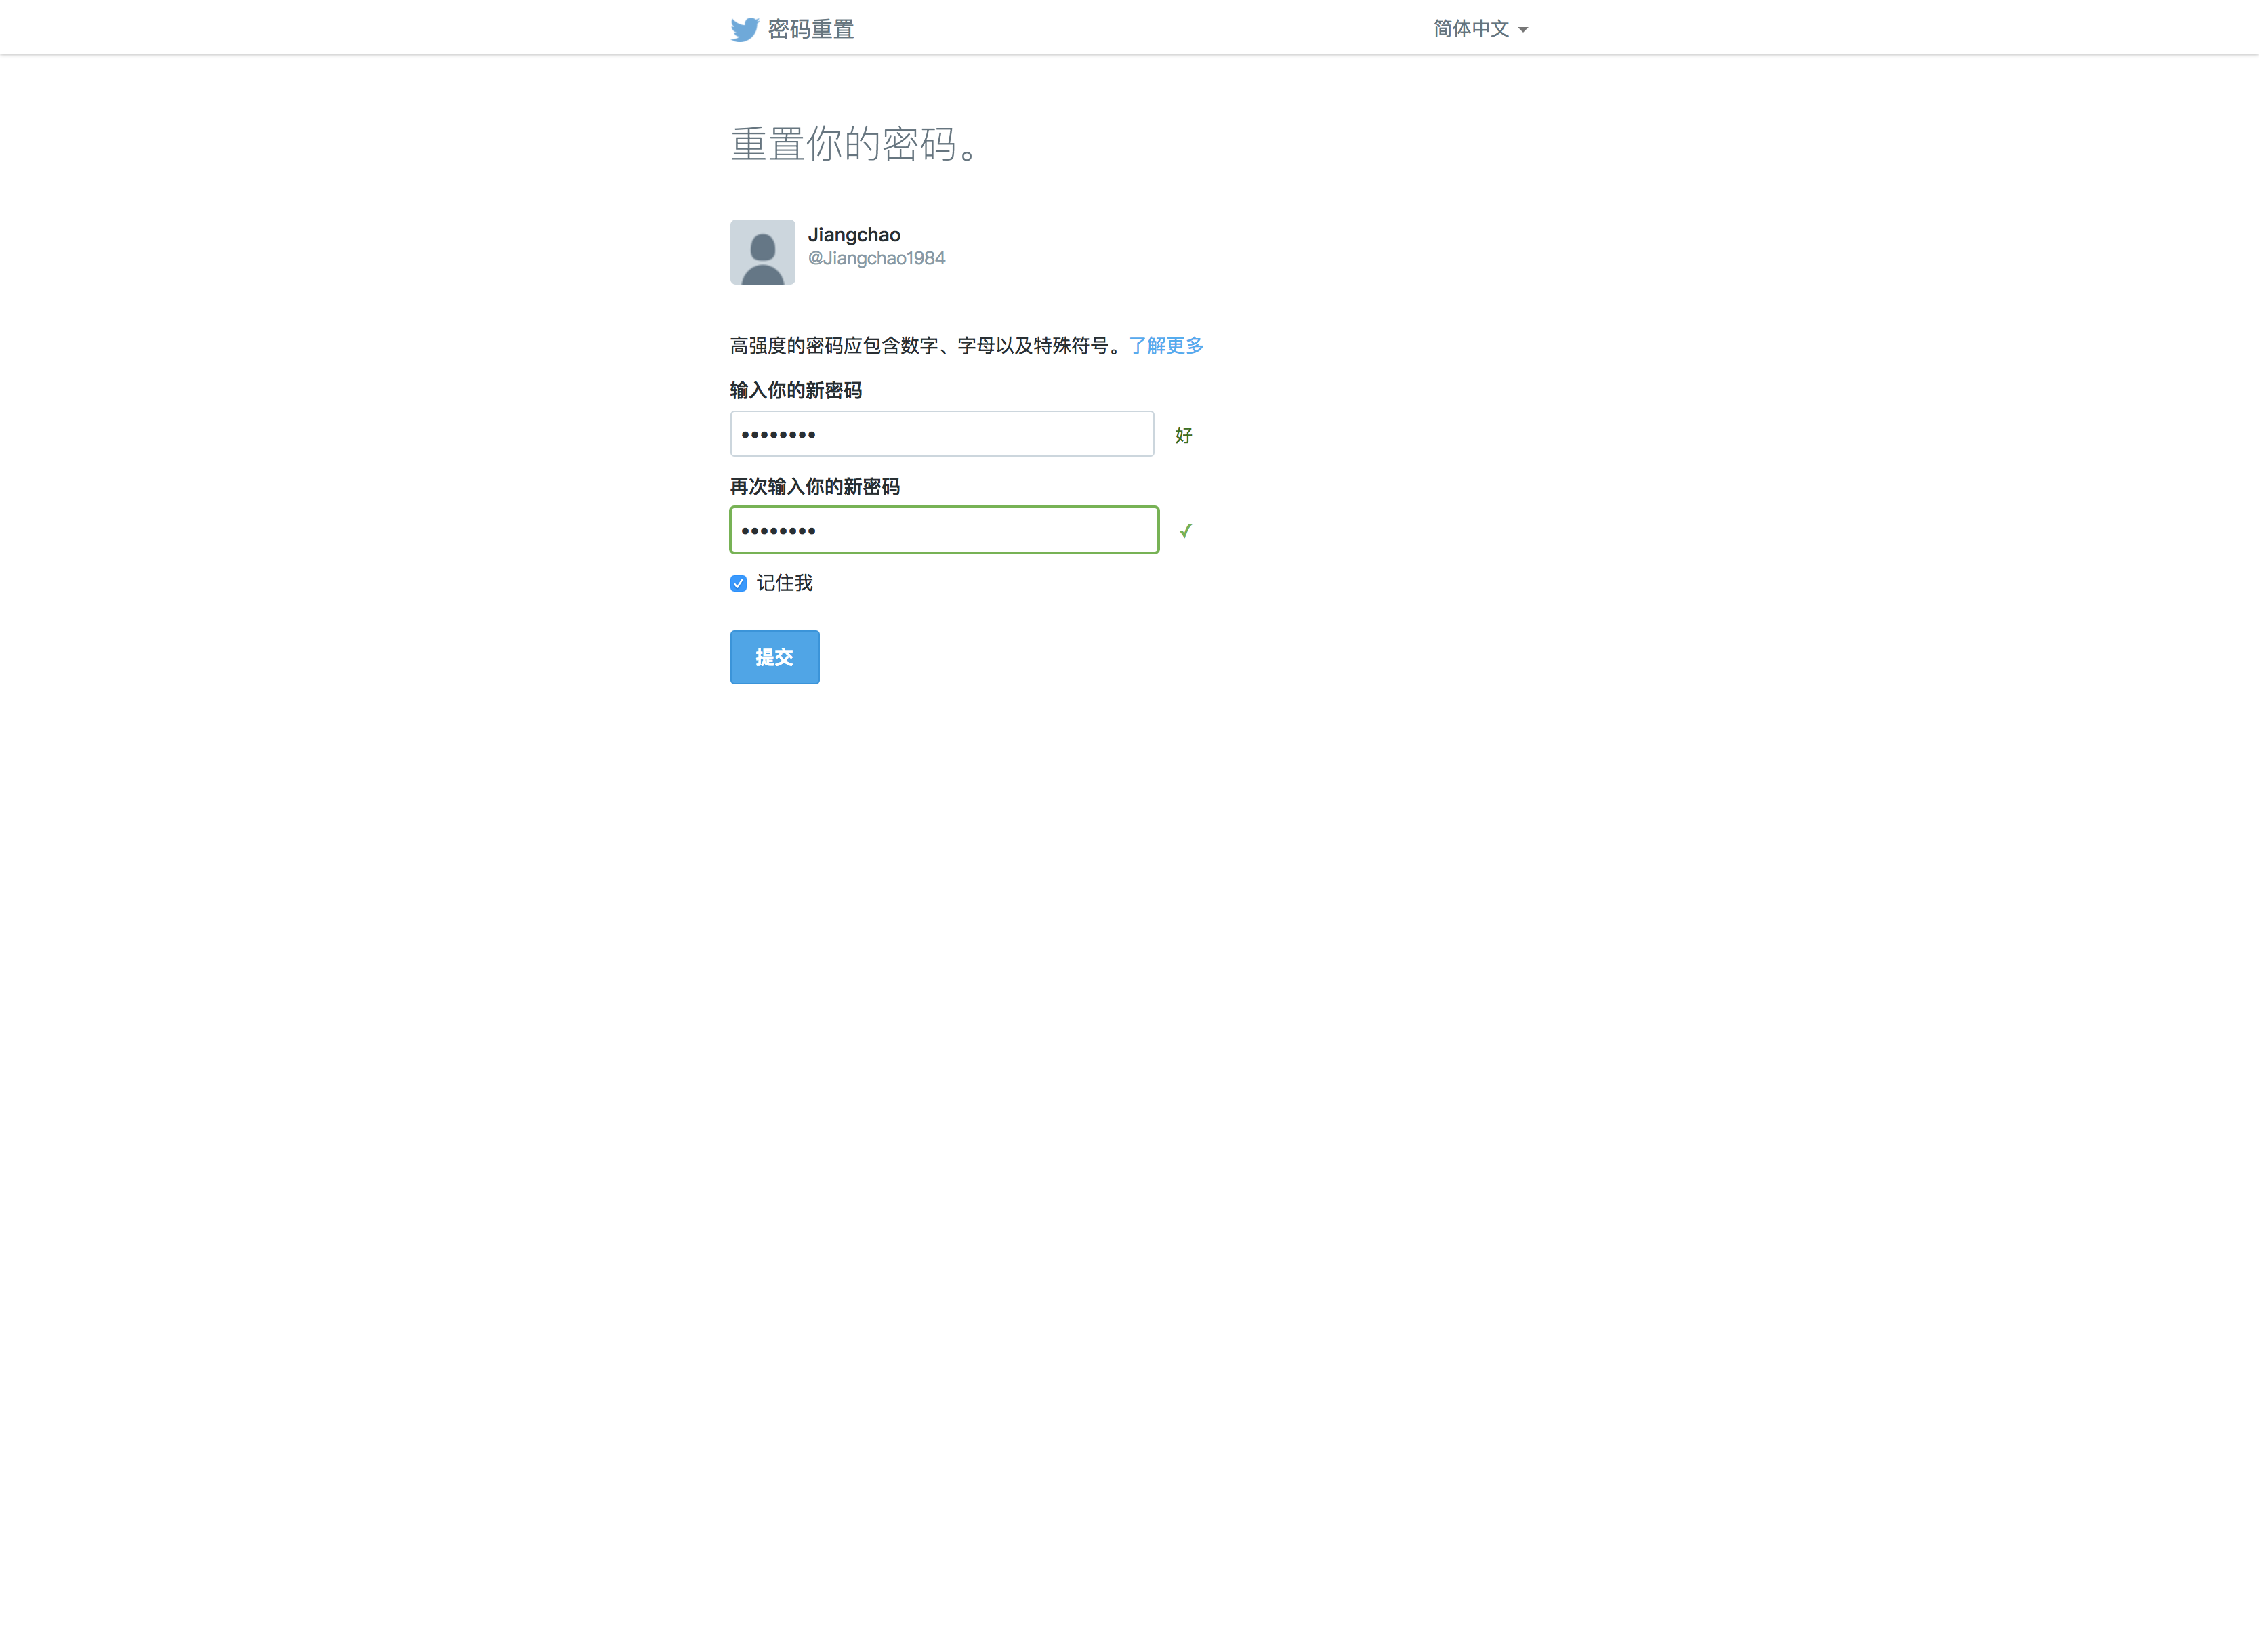 密码重置
简体中文
重置你的密码。
Jiangchao
@Jiangchao1984
高强度的密码应包含数字、字母以及特殊符号。了解更多
输入你的新密码
••••••••
好
再次输入你的新密码
••••••••
✓
记住我
提交